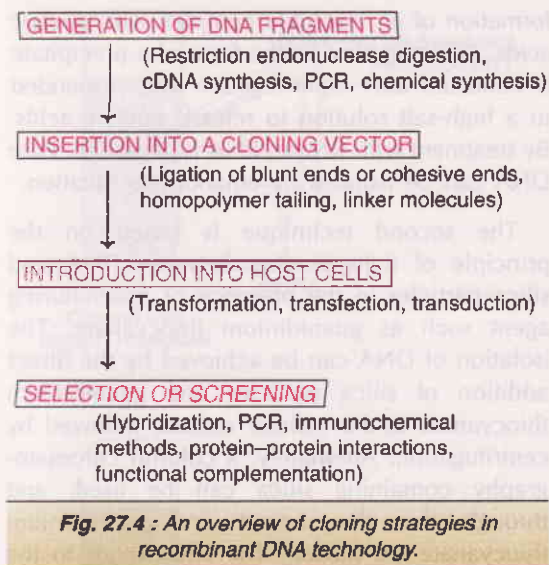 GENERATION OF DNA FRAGMENTS
(Restriction endonuclease digestion,
cDNA synthesis, PCR, chemical synthesis)
INSERTION INTO A CLONING VECTOR
(Ligation of blunt ends or cohesive ends,
homopolymer tailing, linker molecules)
INTRODUCTION INTO HOST CELLS
(Transformation, transfection, transduction)
SELECTION OR SCREENING
(Hybridization, PCR, immunochemical
methods, protein–protein interactions,
functional complementation)
Fig. 27.4 : An overview of cloning strategies in
recombinant DNA technology.